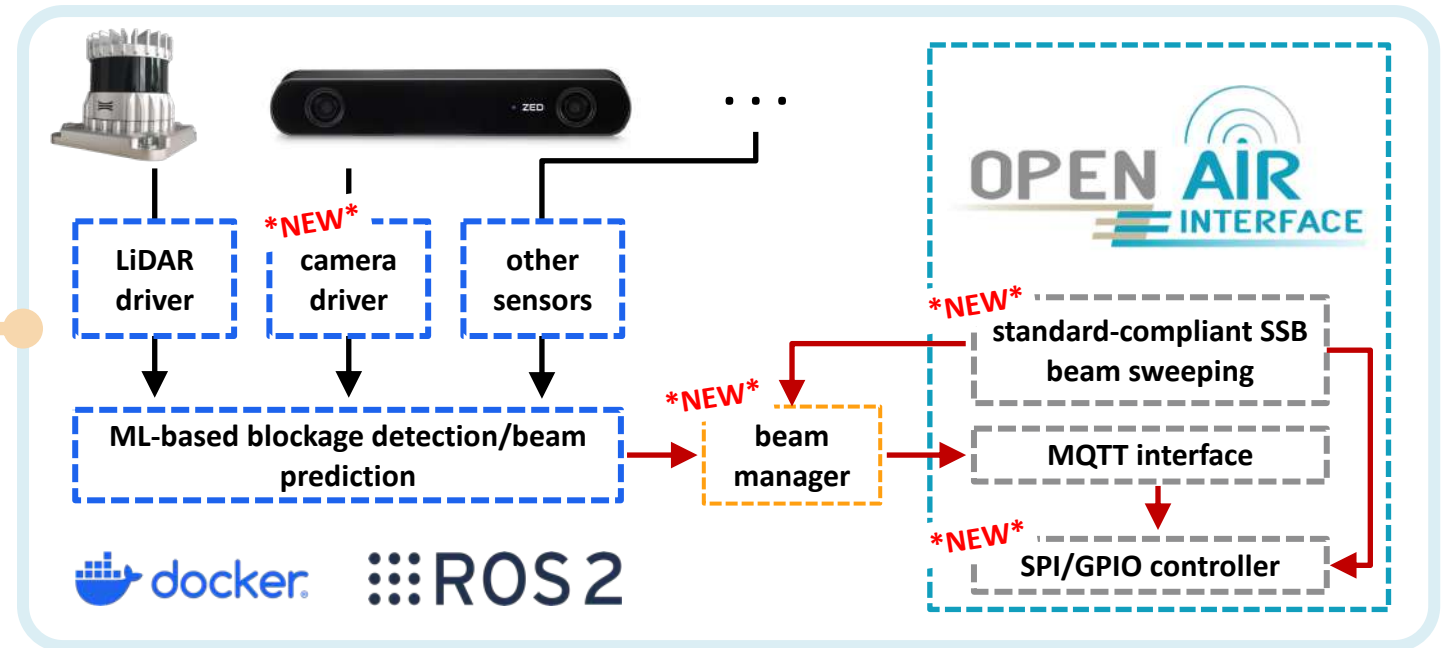 ZED
. . .
OPEN AIR
INTERFACE
*NEW*
LiDAR
driver
camera
driver
other
sensors
*NEW*
standard-compliant SSB
beam sweeping
*NEW*
ML-based blockage detection/beam
prediction
beam
manager
MQTT interface
*NEW*
SPI/GPIO controller
docker
ROS 2